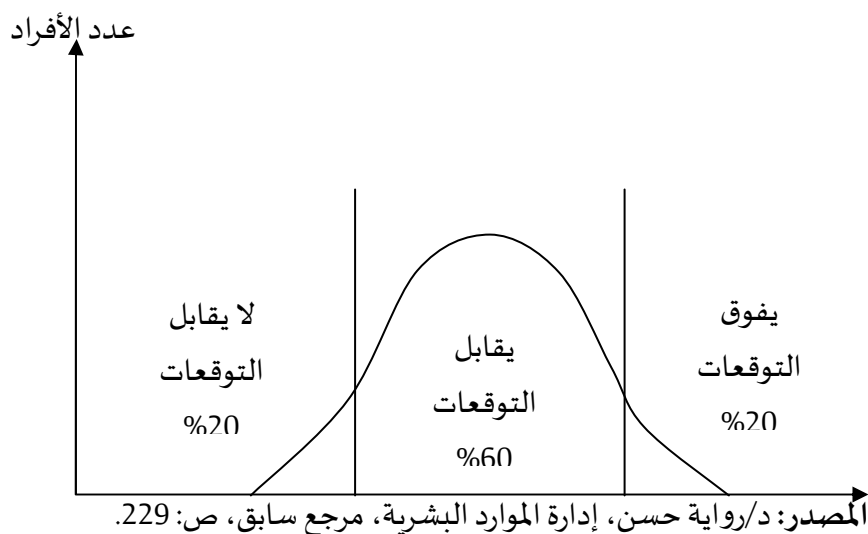 عدد الأفراد
يفوق
التوقعات
%20
يقابل
التوقعات
%60
لا يقابل
التوقعات
%20
المصدر: د/رواية حسن، إدارة الموارد البشرية، مرجع سابق، ص: 229.